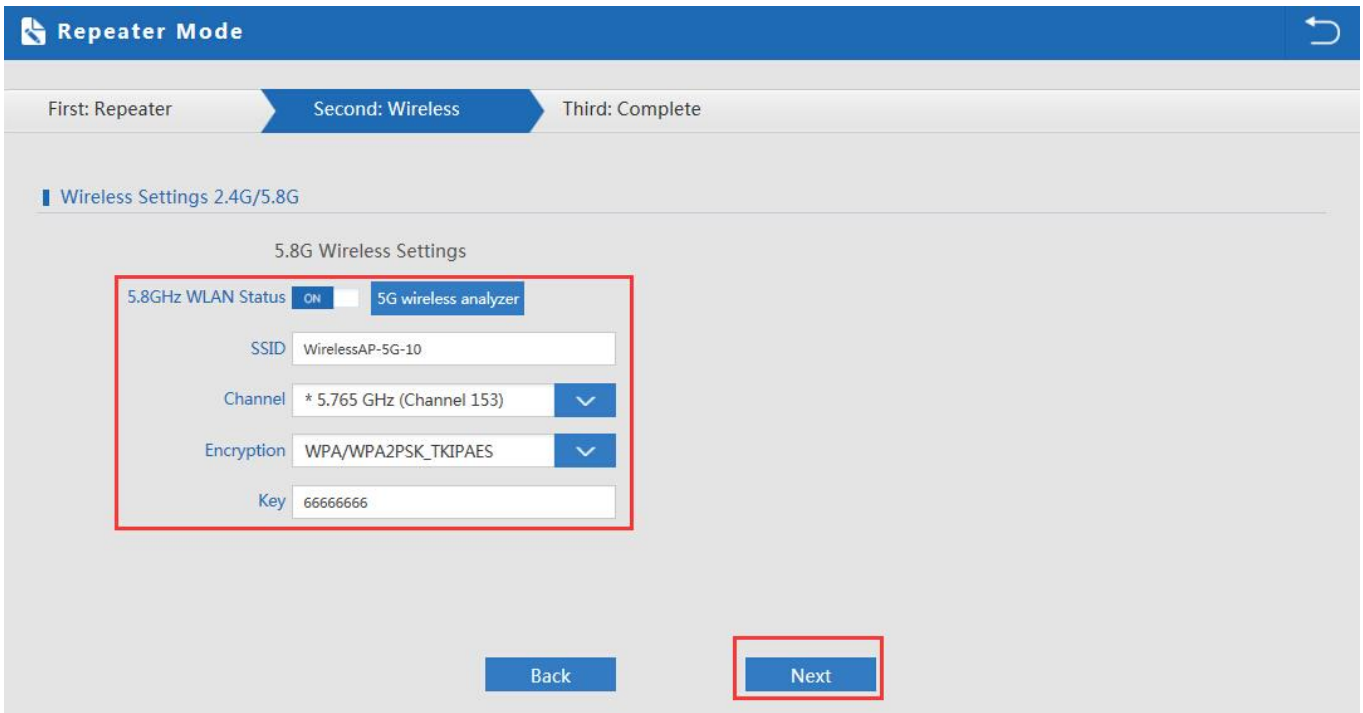 Repeater Mode
First: Repeater Second: Wireless Third: Complete
Wireless Settings 2.4G/5.8G
5.8G Wireless Settings
5.8GHz WLAN Status ON 5G wireless analyzer
SSID WirelessAP-5G-10
Channel * 5.765 GHz (Channel 153)
Encryption WPA/WPA2PSK_TKIPAES
Key 66666666
Back Next